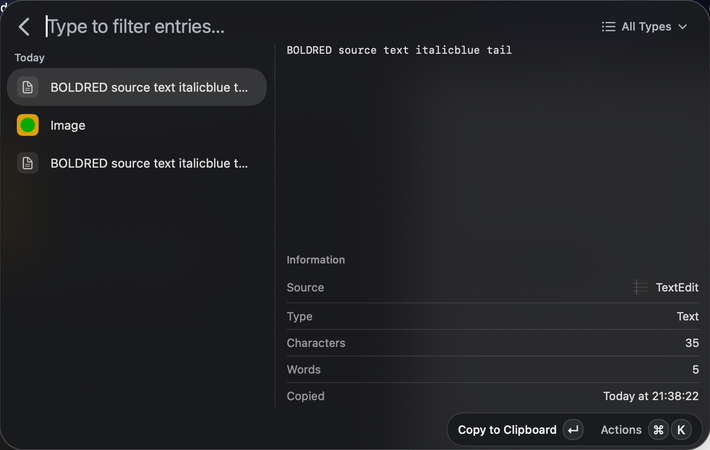 Type to filter entries...
All Types
Today
BOLDRED source text italicblue t...
Image
BOLDRED source text italicblue t...
BOLDRED source text italicblue tail
Information
Source TextEdit
Type Text
Characters 35
Words 5
Copied Today at 21:38:22
Copy to Clipboard ↵ Actions ⌘ K